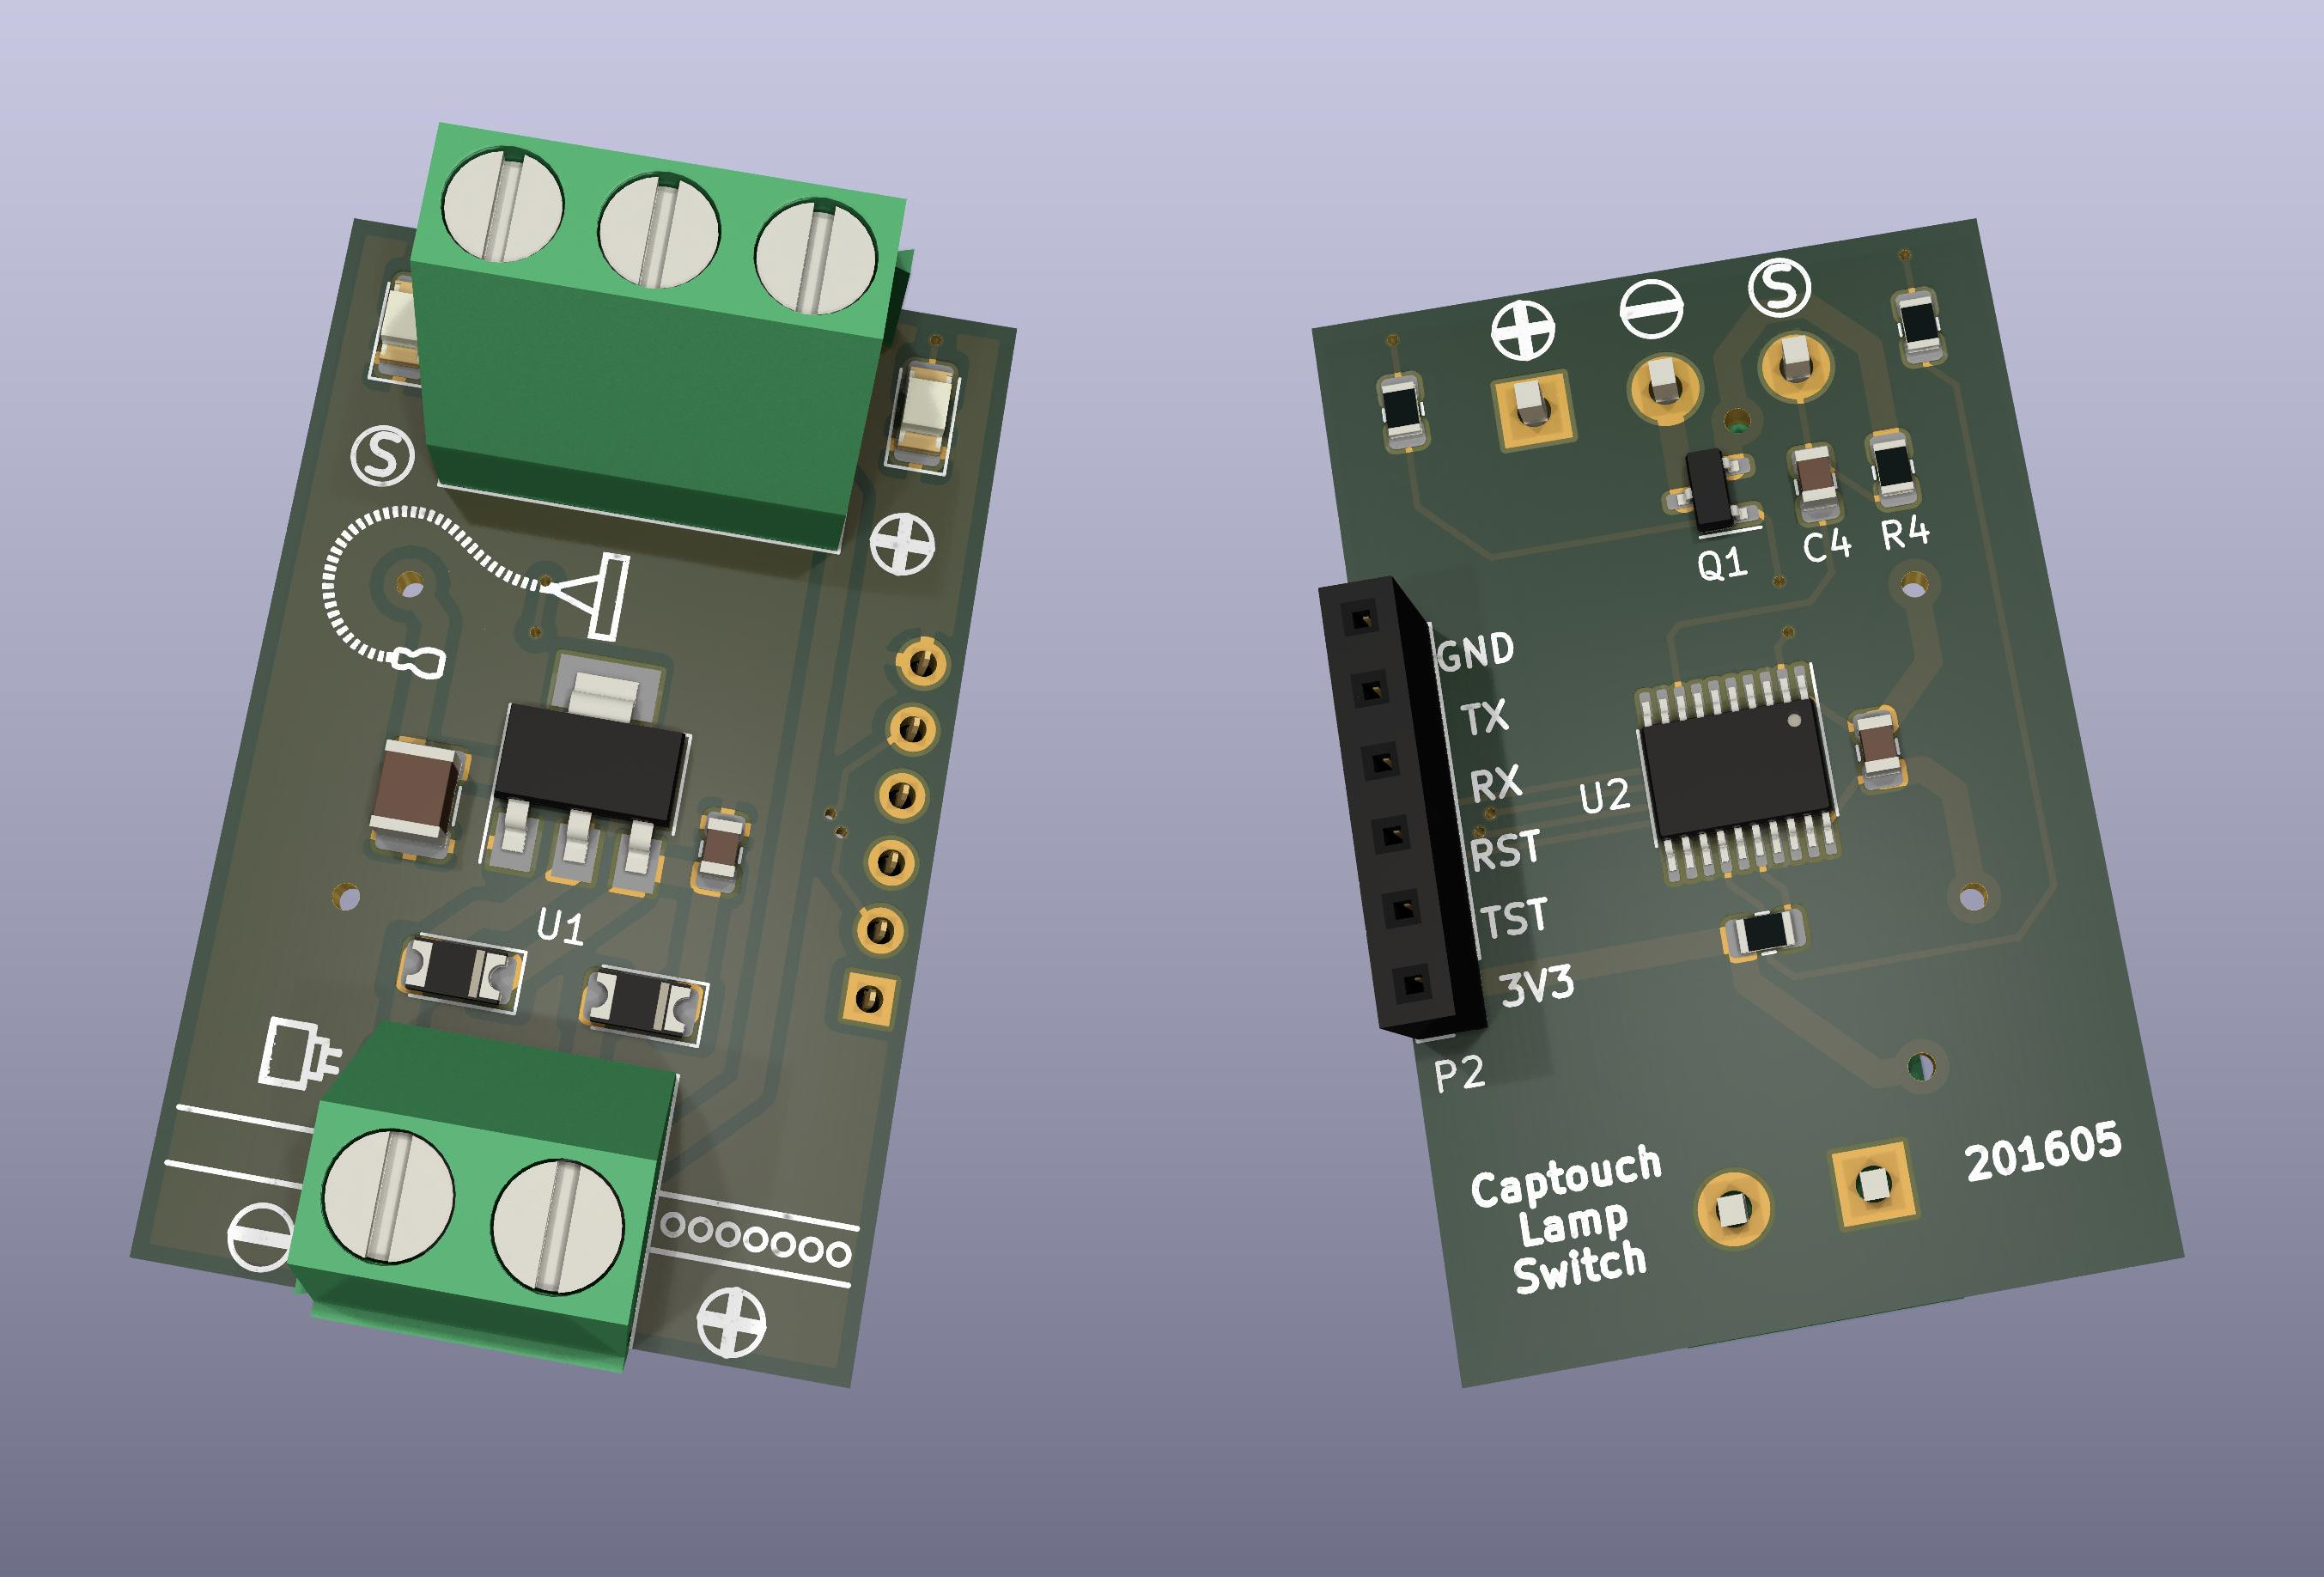 S
U1
S
Q1
C4
R4
GND
TX
RX
RST
TST
3V3
U2
P2
Captouch
Lamp
Switch
201605